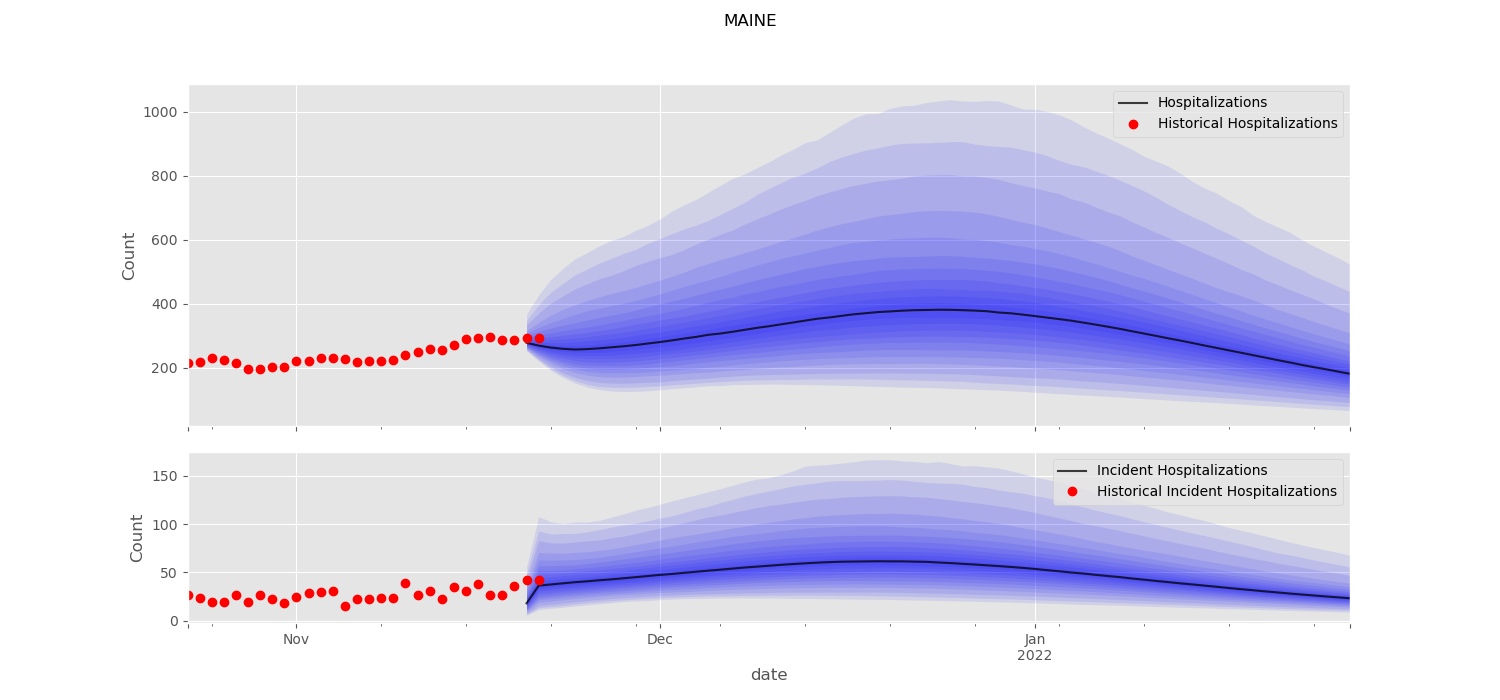 MAINE
Count
1000
800
600
400
200
Hospitalizations
Historical Hospitalizations
Count
150
100
50
0
Incident Hospitalizations
Historical Incident Hospitalizations
Nov
Dec
Jan
2022
date